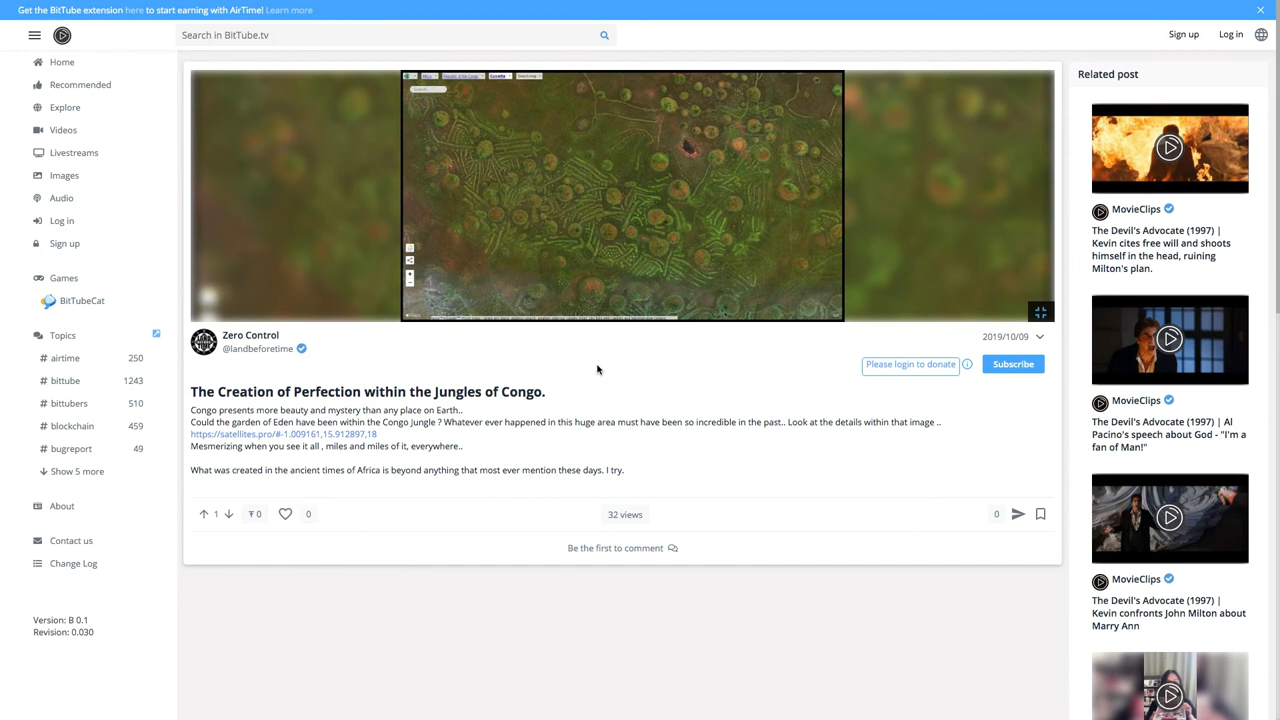 Get the BitTube extension here to start earning with AirTime! Learn more
Search in BitTube.tv
Sign up
Log in
Home
Recommended
Explore
Videos
Livestreams
Images
Audio
Log in
Sign up
Games
BitTubeCat
Topics
# airtime 250
# bittube 1243
# bittubers 510
# blockchain 459
# bugreport 49
Show 5 more
About
Contact us
Change Log
Version: B 0.1
Revision: 0.030
Zero Control
@landbeforetime
2019/10/09
Please login to donate
Subscribe
The Creation of Perfection within the Jungles of Congo.
Congo presents more beauty and mystery than any place on Earth..
Could the garden of Eden have been within the Congo Jungle ? Whatever ever happened in this huge area must have been so incredible in the past.. Look at the details within that image ..
https://satellites.pro/#-1.009161,15.912897,18
Mesmerizing when you see it all , miles and miles of it, everywhere..
What was created in the ancient times of Africa is beyond anything that most ever mention these days. I try.
1
0
0
32 views
0
Be the first to comment
Related post
MovieClips
The Devil's Advocate (1997) |
Kevin cites free will and shoots
himself in the head, ruining
Milton's plan.
MovieClips
The Devil's Advocate (1997) | Al
Pacino's speech about God - "I'm a
fan of Man!"
MovieClips
The Devil's Advocate (1997) |
Kevin confronts John Milton about
Marry Ann